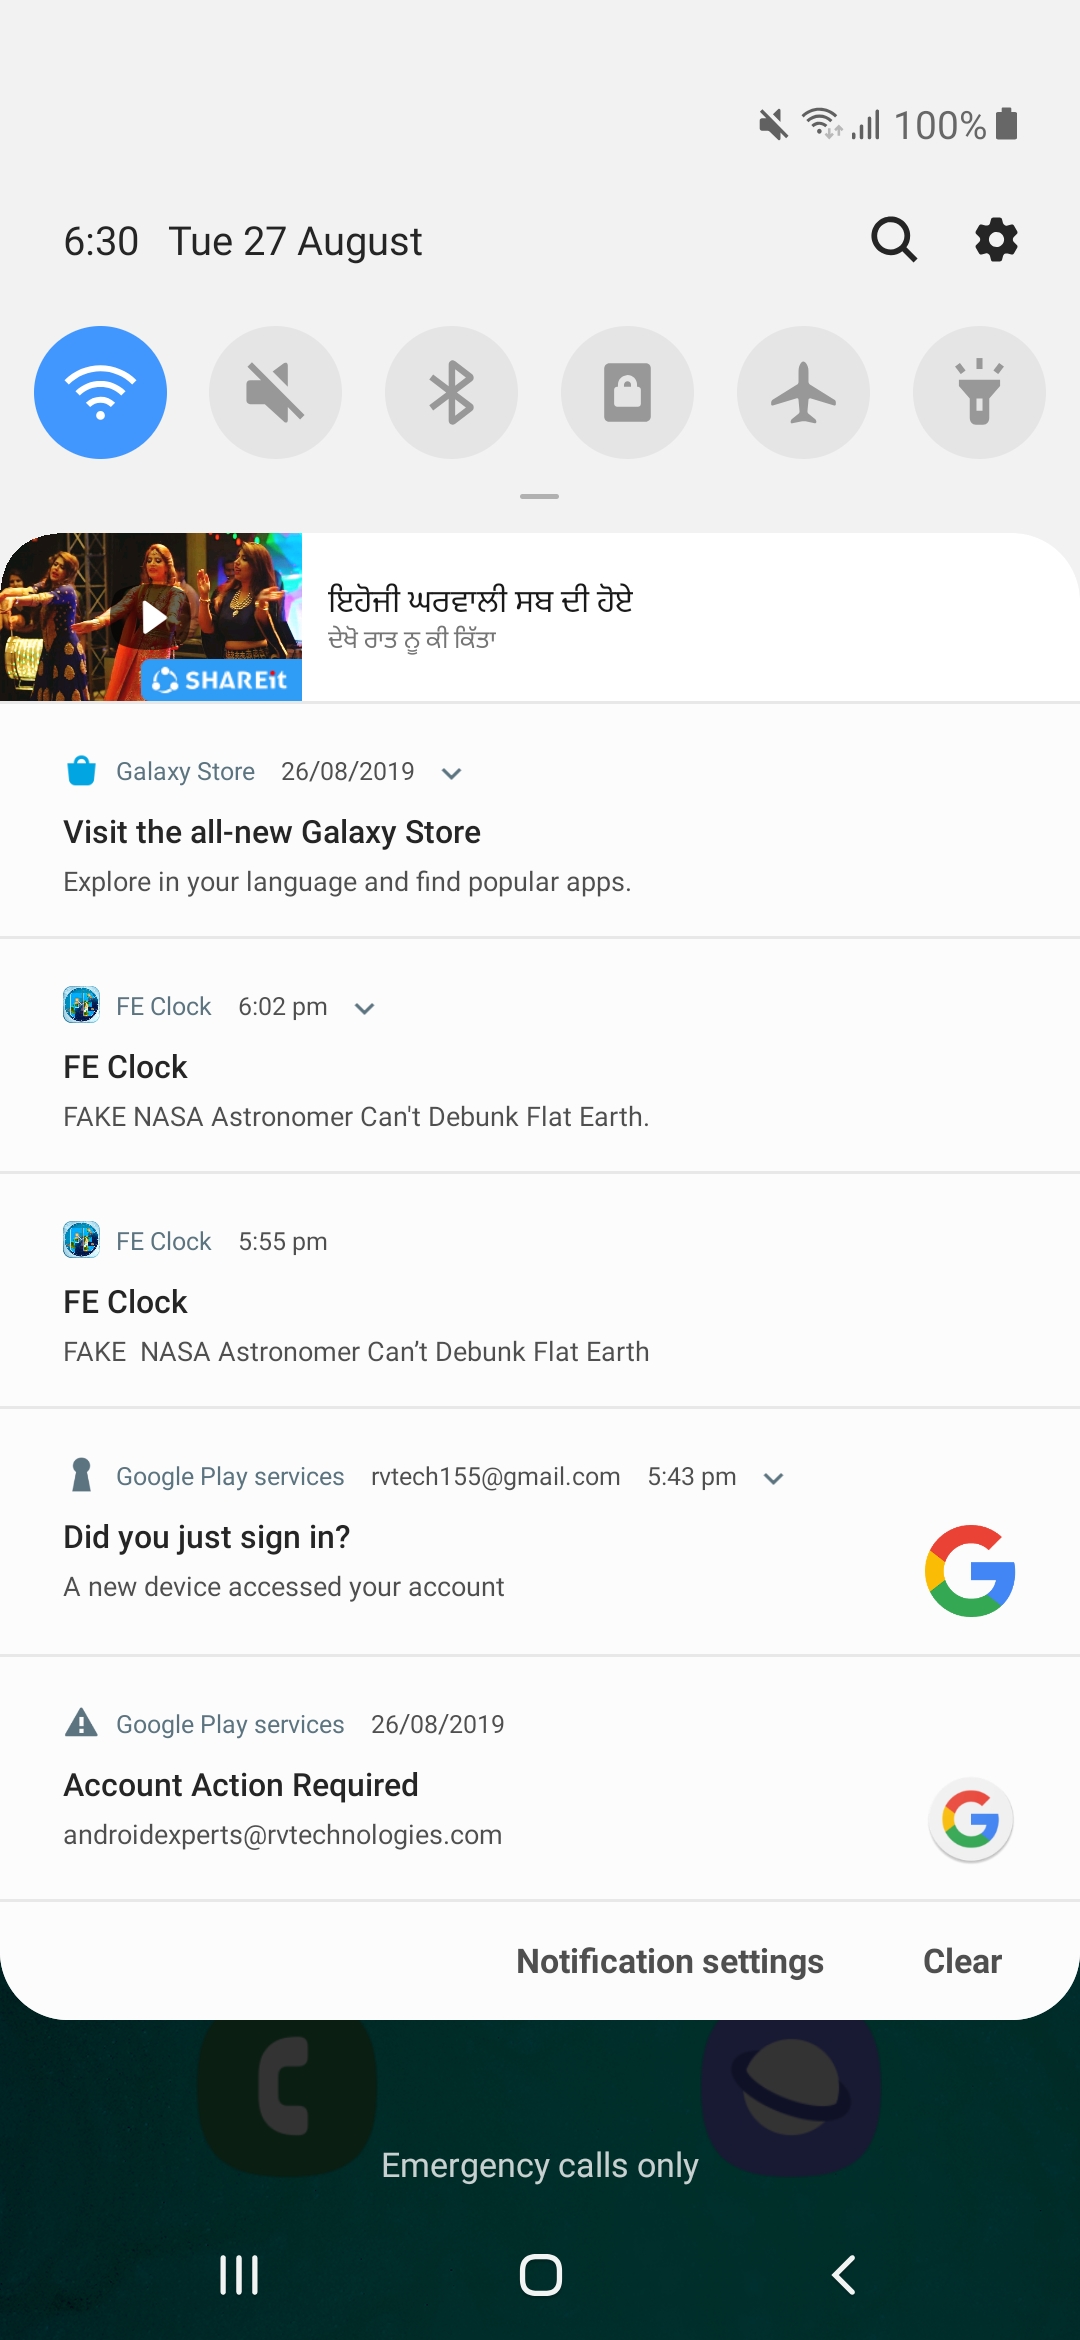 100%
6:30 Tue 27 August
ਇਹੋਜੀ ਘਰਵਾਲੀ ਸਬ ਦੀ ਹੋਏ
ਦੇਖੋ ਰਾਤ ਨੂ ਕੀ ਕਿੱਤਾ
SHAREit
Galaxy Store 26/08/2019
Visit the all-new Galaxy Store
Explore in your language and find popular apps.
FE Clock 6:02 pm
FE Clock
FAKE NASA Astronomer Can't Debunk Flat Earth.
FE Clock 5:55 pm
FE Clock
FAKE  NASA Astronomer Can’t Debunk Flat Earth
Google Play services rvtech155@gmail.com 5:43 pm
Did you just sign in?
A new device accessed your account
Google Play services 26/08/2019
Account Action Required
androidexperts@rvtechnologies.com
Notification settings Clear
Emergency calls only